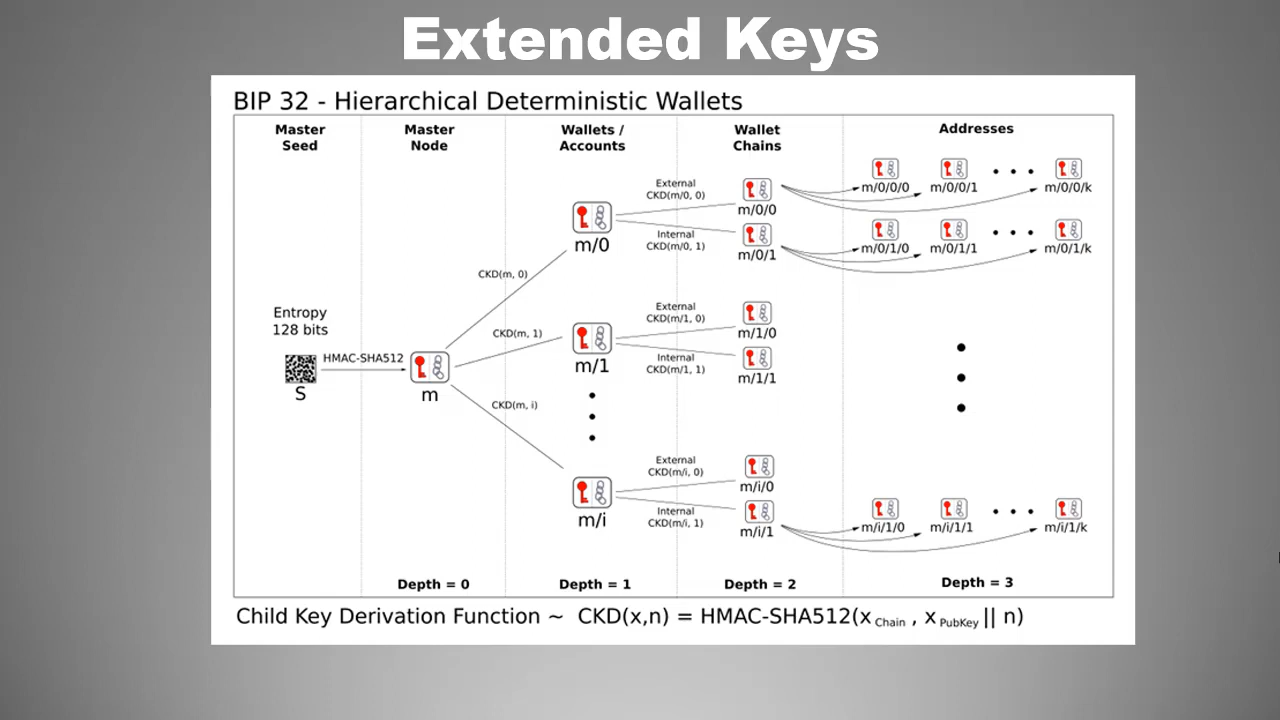 Extended Keys
BIP 32 - Hierarchical Deterministic Wallets
Master
Seed
Master
Node
Wallets /
Accounts
Wallet
Chains
Addresses
Entropy
128 bits
S
HMAC-SHA512
m
CKD(m, 0)
CKD(m, 1)
CKD(m, i)
m/0
m/1
m/i
External
CKD(m/0, 0)
Internal
CKD(m/0, 1)
External
CKD(m/1, 0)
Internal
CKD(m/1, 1)
External
CKD(m/i, 0)
Internal
CKD(m/i, 1)
m/0/0
m/0/1
m/1/0
m/1/1
m/i/0
m/i/1
m/0/0/0 m/0/0/1 m/0/0/k
m/0/1/0 m/0/1/1 m/0/1/k
m/i/1/0 m/i/1/1 m/i/1/k
Depth = 0 Depth = 1 Depth = 2 Depth = 3
Child Key Derivation Function ~ CKD(x,n) = HMAC-SHA512(x Chain , x PubKey || n)